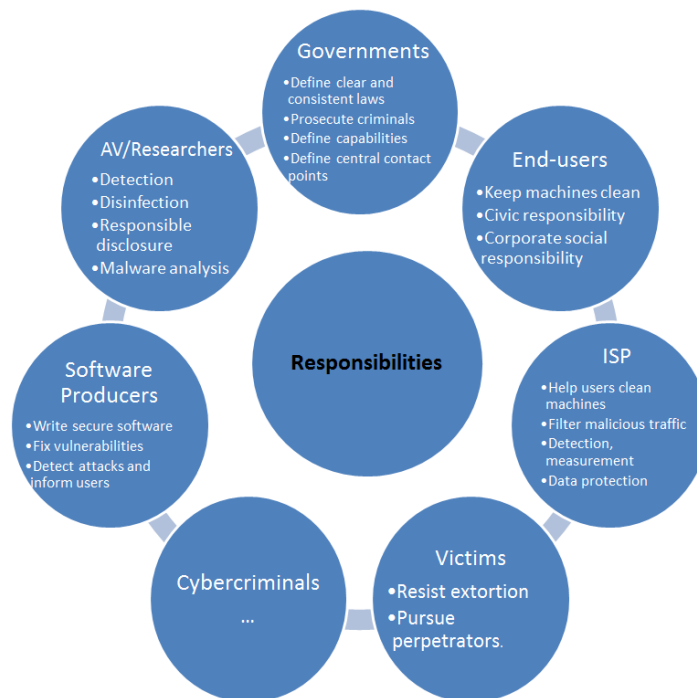 Governments
•Define clear and
consistent laws
•Prosecute criminals
•Define capabilities
•Define central contact
points
End-users
•Keep machines clean
•Civic responsibility
•Corporate social
responsibility
ISP
•Help users clean
machines
•Filter malicious traffic
•Detection,
measurement
•Data protection
Victims
•Resist extortion
•Pursue
perpetrators.
Cybercriminals
...
Software
Producers
•Write secure software
•Fix vulnerabilities
•Detect attacks and
inform users
AV/Researchers
•Detection
•Disinfection
•Responsible
disclosure
•Malware analysis
Responsibilities